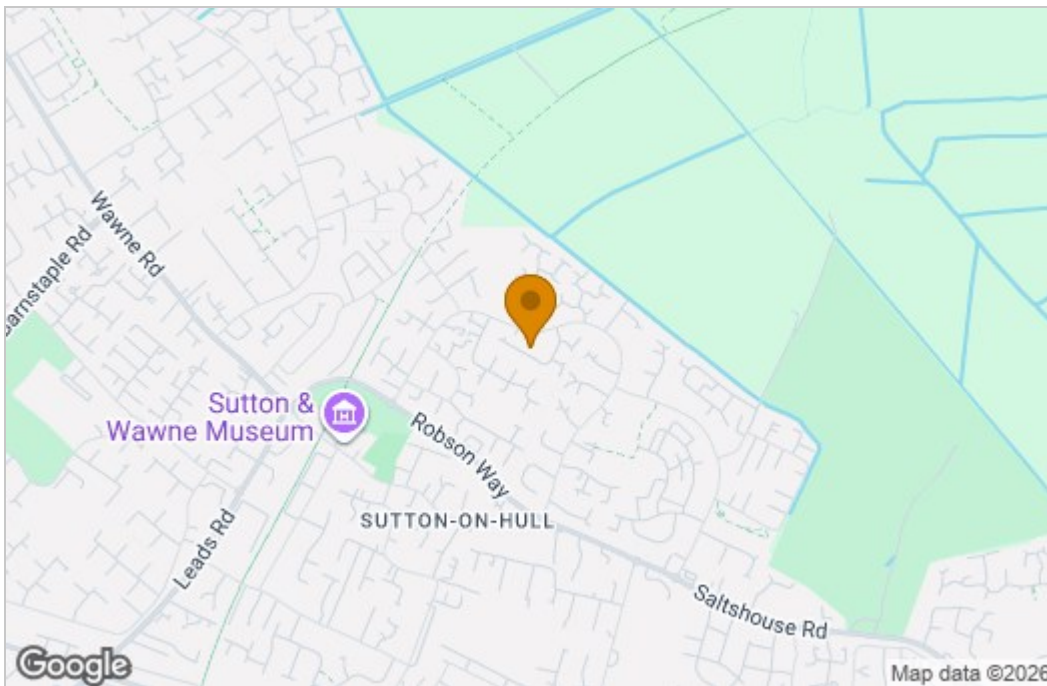 Wawne Rd
Barnstaple Rd
Sutton &
Wawne Museum
Robson Way
SUTTON-ON-HULL
Leads Rd
Saltshouse Rd
Google
Map data ©2026